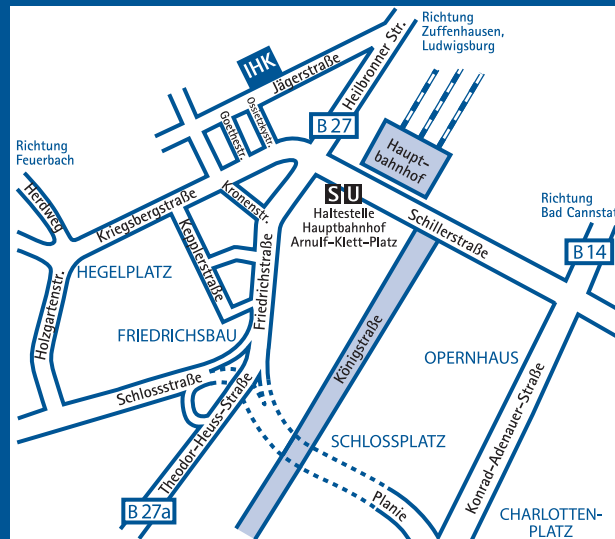 Richtung
Zuffenhausen,
Ludwigsburg
IHK
Jägerstraße
Heilbronner Str.
Ossietzkystr.
Goethestr.
B 27
Haupt-
bahnhof
Richtung
Feuerbach
Herdweg
Kriegsbergstraße
Kronenstr.
S U
Haltestelle
Hauptbahnhof
Arnulf-Klett-Platz
Schillerstraße
Richtung
Bad Cannstat
B 14
HEGELPLATZ
Kepplerstraße
Friedrichstraße
Holzgartenstr.
FRIEDRICHSBAU
Königstraße
OPERNHAUS
Schlossstraße
Theodor-Heuss-Straße
SCHLOSSPLATZ
Konrad-Adenauer-Straße
B 27a
Planie
CHARLOTTEN-
PLATZ